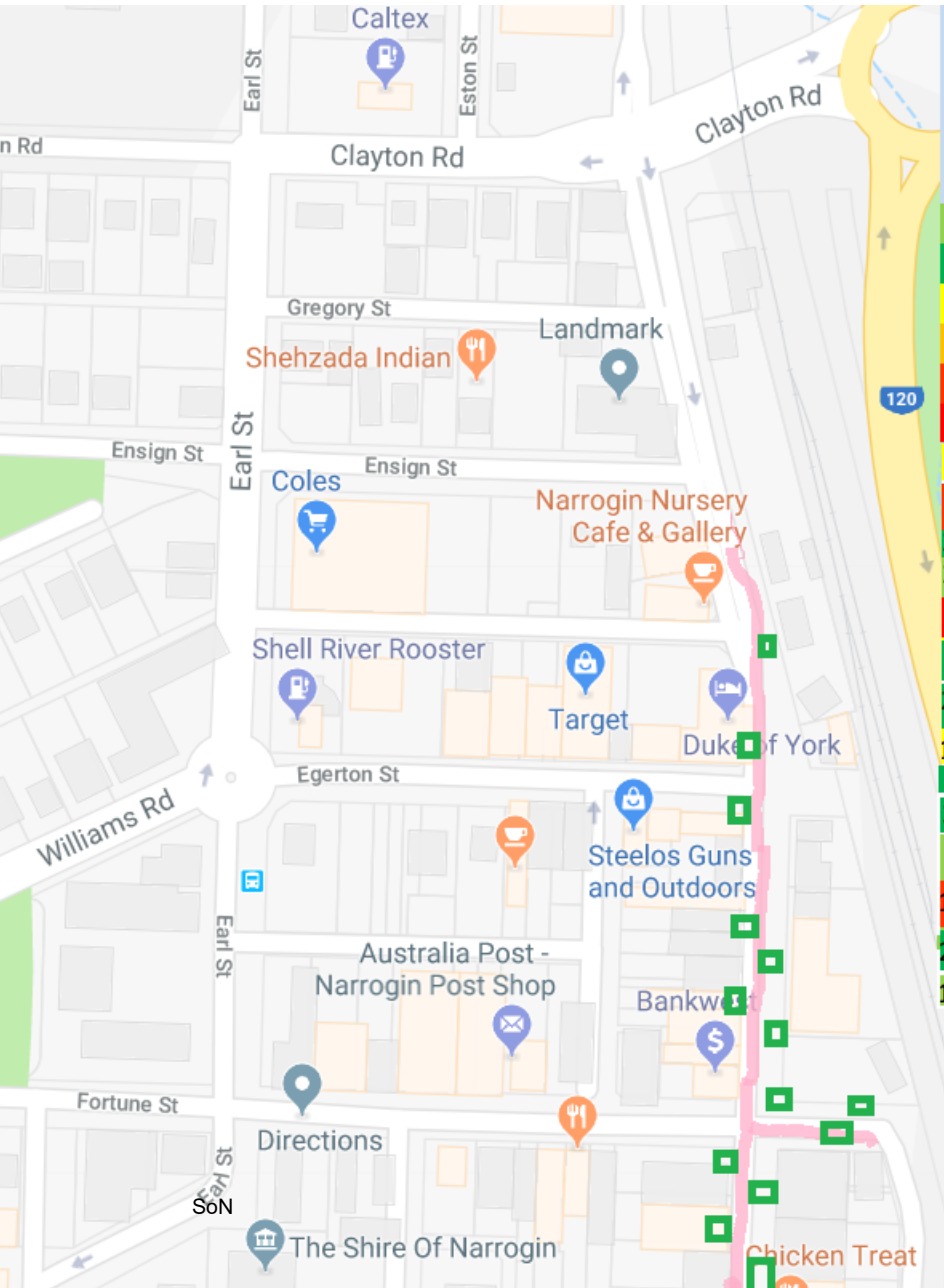 Caltex
Earl St
Eston St
Clayton Rd
n Rd
Clayton Rd
Gregory St
Landmark
Shehzada Indian
120
Earl St
Ensign St
Ensign St
Coles
Narrogin Nursery
Cafe & Gallery
Shell River Rooster
Target
Duke of York
Egerton St
Williams Rd
Steelos Guns
and Outdoors
Earl St
Australia Post -
Narrogin Post Shop
Bankwest
Fortune St
Directions
Earl St
SoN
The Shire Of Narrogin
Chicken Treat